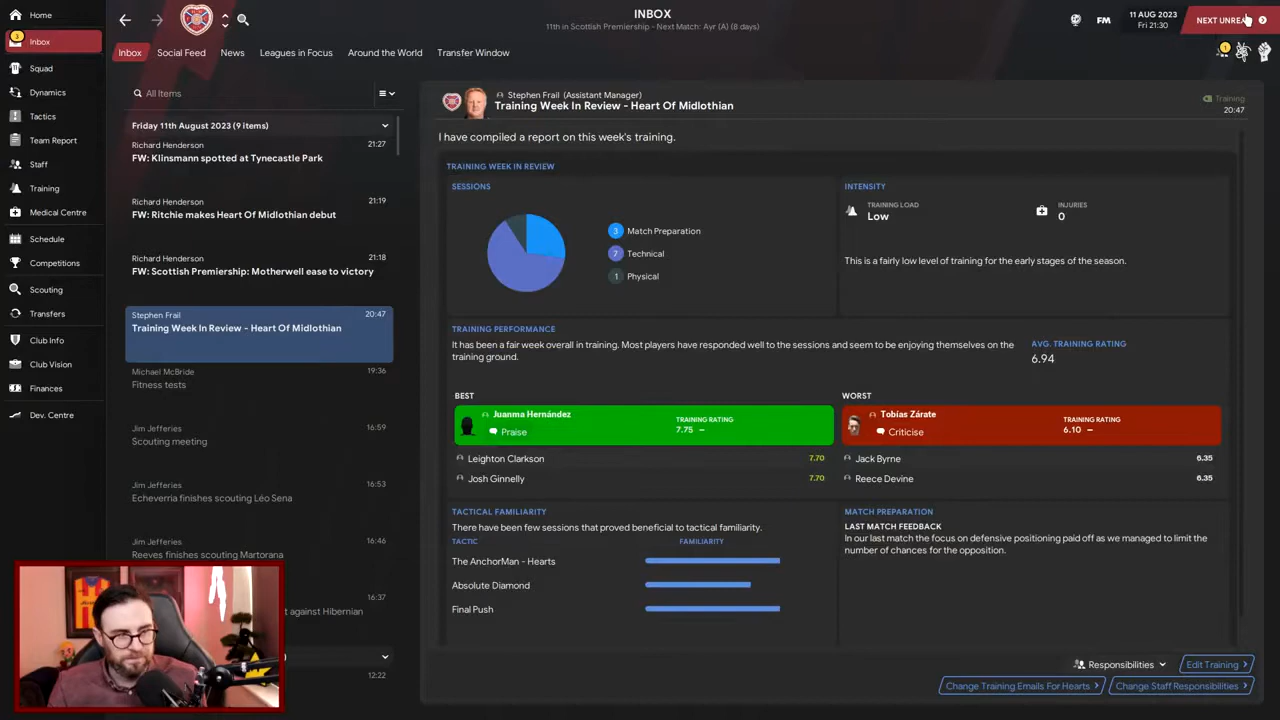 Home
3
Inbox
Squad
Dynamics
Tactics
Team Report
Staff
Training
Medical Centre
Schedule
Competitions
Scouting
Transfers
Club Info
Club Vision
Finances
Dev. Centre
INBOX
11th in Scottish Premiership - Next Match: Ayr (A) (8 days)
FM
11 AUG 2023
Fri 21:30
NEXT UNREA
1
Inbox
Social Feed
News
Leagues in Focus
Around the World
Transfer Window
All Items
Friday 11th August 2023 (9 items)
Richard Henderson 21:27
FW: Klinsmann spotted at Tynecastle Park
Richard Henderson 21:19
FW: Ritchie makes Heart Of Midlothian debut
Richard Henderson 21:18
FW: Scottish Premiership: Motherwell ease to victory
Stephen Frail 20:47
Training Week In Review - Heart Of Midlothian
Michael McBride 19:36
Fitness tests
Jim Jefferies 16:59
Scouting meeting
Jim Jefferies 16:53
Echeverria finishes scouting Léo Sena
Jim Jefferies 16:46
Reeves finishes scouting Martorana
16:37
t against Hibernian
)
12:22
Stephen Frail (Assistant Manager)
Training Week In Review - Heart Of Midlothian
Training
20:47
I have compiled a report on this week's training.
TRAINING WEEK IN REVIEW
SESSIONS
3 Match Preparation
7 Technical
1 Physical
INTENSITY
TRAINING LOAD
Low
INJURIES
0
This is a fairly low level of training for the early stages of the season.
TRAINING PERFORMANCE
It has been a fair week overall in training. Most players have responded well to the sessions and seem to be enjoying themselves on the
training ground.
AVG. TRAINING RATING
6.94
BEST
Juanma Hernández
Praise
TRAINING RATING
7.75 –
Leighton Clarkson 7.70
Josh Ginnelly 7.70
WORST
Tobías Zárate
Criticise
TRAINING RATING
6.10 –
Jack Byrne 6.35
Reece Devine 6.35
TACTICAL FAMILIARITY
There have been few sessions that proved beneficial to tactical familiarity.
TACTIC FAMILIARITY
The AnchorMan - Hearts
Absolute Diamond
Final Push
MATCH PREPARATION
LAST MATCH FEEDBACK
In our last match the focus on defensive positioning paid off as we managed to limit the
number of chances for the opposition.
Responsibilities
Edit Training
Change Training Emails For Hearts
Change Staff Responsibilities